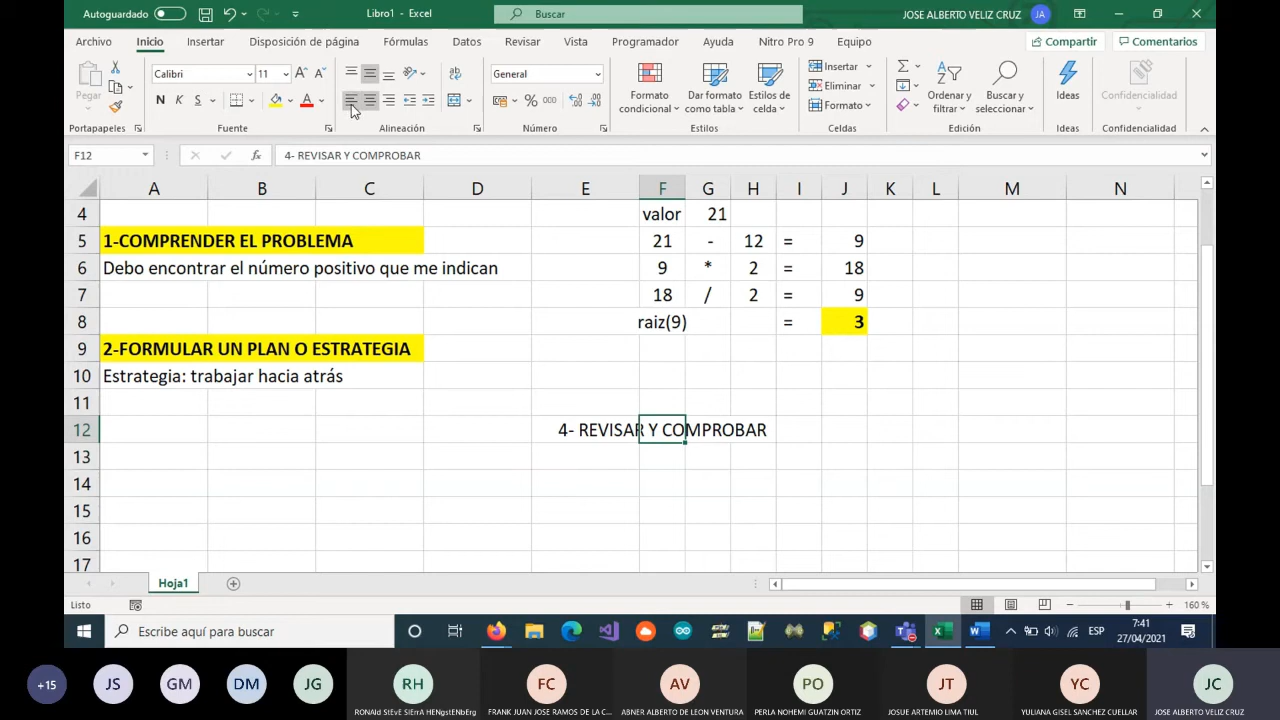 Autoguardado
Libro1 - Excel
Buscar
JOSE ALBERTO VELIZ CRUZ
JA
Archivo
Inicio
Insertar
Disposición de página
Fórmulas
Datos
Revisar
Vista
Programador
Ayuda
Nitro Pro 9
Equipo
Compartir
Comentarios
Pegar
Calibri
11
N K S
General
% 000
Formato condicional
Dar formato como tabla
Estilos de celda
Insertar
Eliminar
Formato
Ordenar y filtrar
Buscar y seleccionar
Ideas
Confidencialidad
Portapapeles
Fuente
Alineación
Número
Estilos
Celdas
Edición
Ideas
Confidencialidad
F12
fx
4- REVISAR Y COMPROBAR
A B C D E F G H I J K L M N
4 valor 21
5 1-COMPRENDER EL PROBLEMA 21 - 12 = 9
6 Debo encontrar el número positivo que me indican 9 * 2 = 18
7 18 / 2 = 9
8 raiz(9) = 3
9 2-FORMULAR UN PLAN O ESTRATEGIA
10 Estrategia: trabajar hacia atrás
11
12 4- REVISAR Y COMPROBAR
13
14
15
16
17
Hoja1
Listo
160 %
Escribe aquí para buscar
ESP
7:41
27/04/2021
+15
JS
GM
DM
JG
RH
FC
AV
PO
JT
YC
JC
RONAld StEvE SiErrA HENgstENbErg
FRANK JUAN JOSE RAMOS DE LA C...
ABNER ALBERTO DE LEON VENTURA
PERLA NOHEMI GUATZIN ORTIZ
JOSUE ARTEMIO LIMA TIUL
YULIANA GISEL SANCHEZ CUELLAR
JOSE ALBERTO VELIZ CRUZ